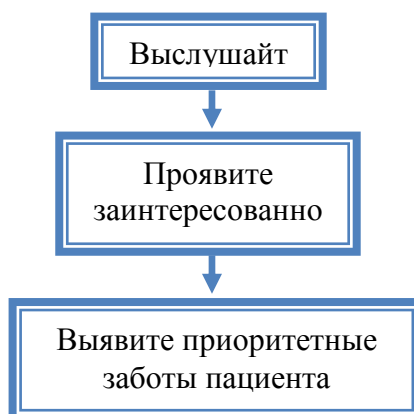 Выслушайт
Проявите
заинтересованно
Выявите приоритетные
заботы пациента